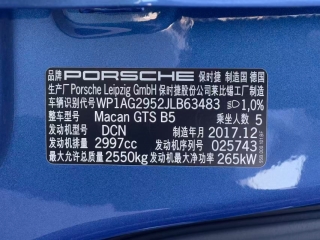 PORSCHE 保时捷 制造国 德国
生产厂 Porsche Leipzig GmbH 保时捷股份公司莱比锡工厂制造
车辆识别代号 WP1AG2952JLB63483 1,0%
整车型号 Macan GTS B5 乘坐人数 5
发动机型号 DCN 制造年月 2017.12
发动机排量 2997cc 发动机号 025743
最大允许总质量 2550kg 发动机最大净功率 265kW